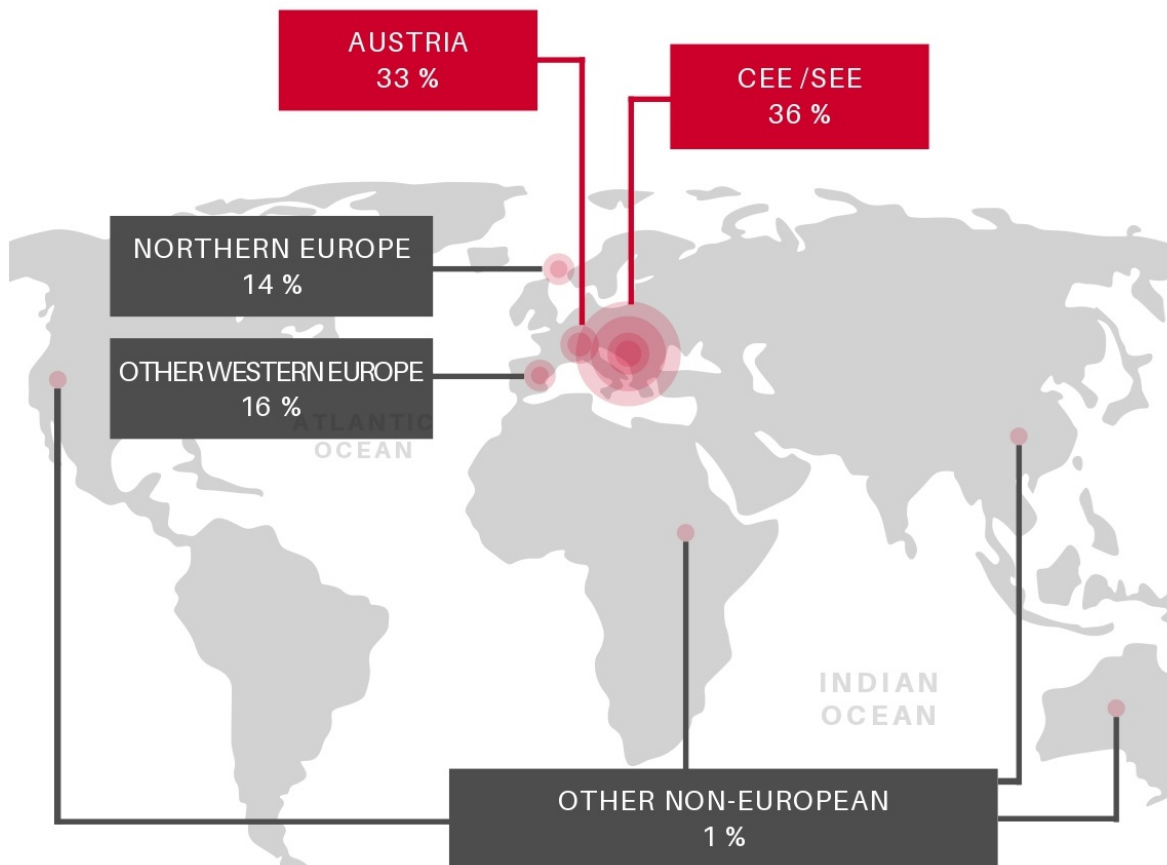 AUSTRIA
33 %
CEE /SEE
36 %
NORTHERN EUROPE
14 %
OTHER WESTERN EUROPE
16 %
ATLANTIC
OCEAN
INDIAN
OCEAN
OTHER NON-EUROPEAN
1 %